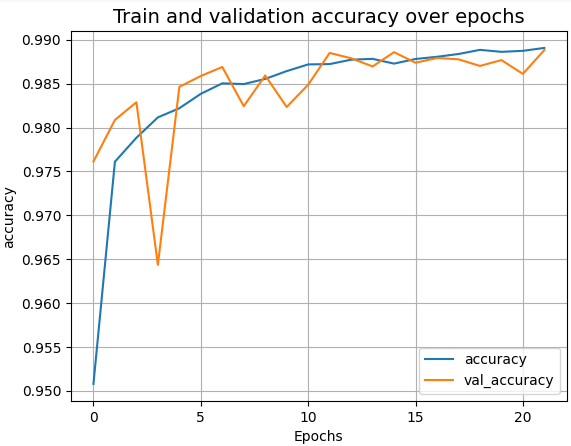 Train and validation accuracy over epochs
0.990
0.985
0.980
0.975
0.970
0.965
0.960
0.955
0.950
accuracy
accuracy
val_accuracy
0 5 10 15 20
Epochs